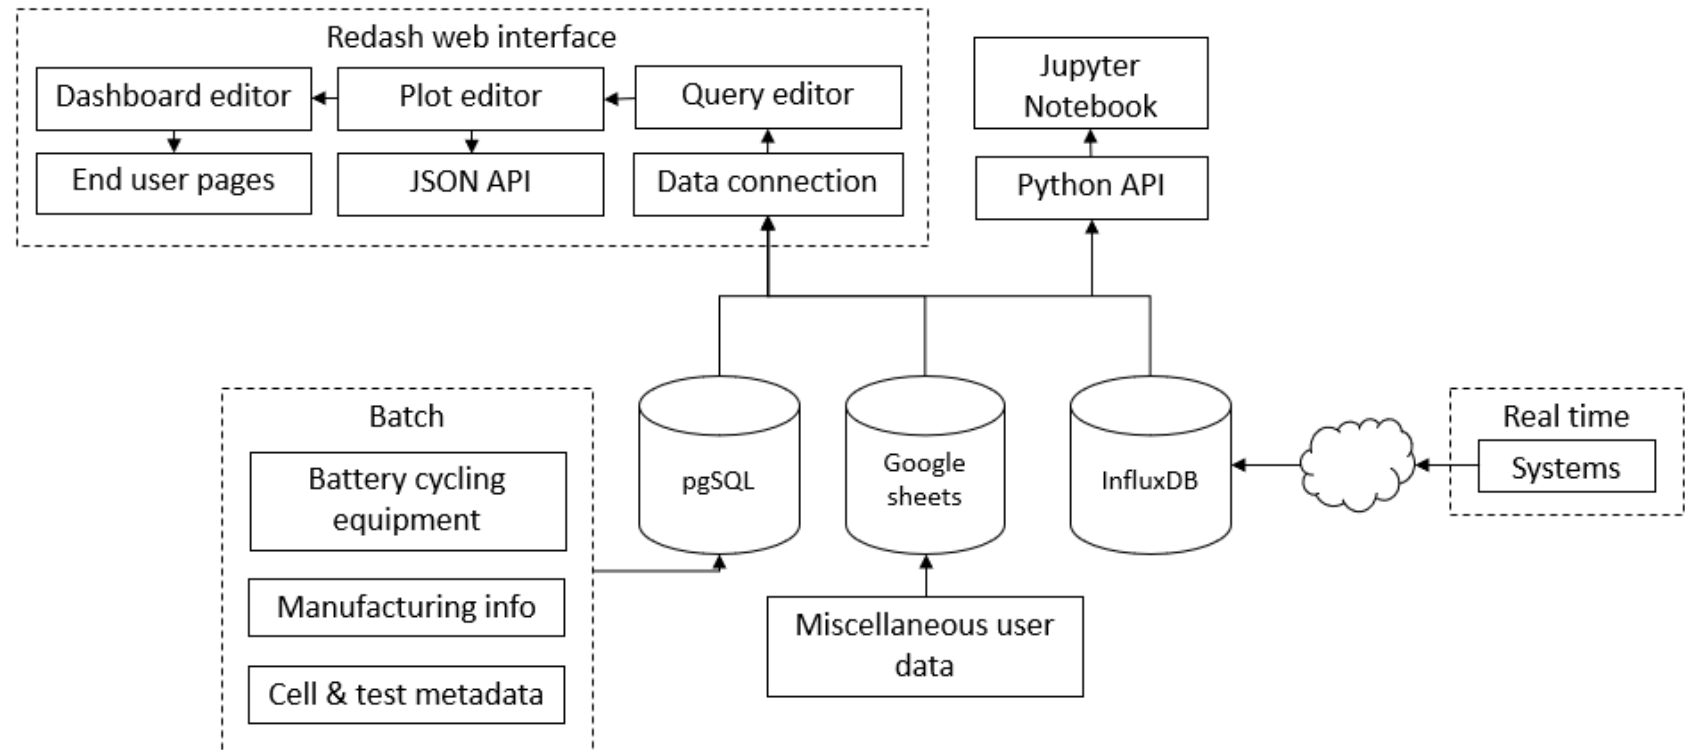 Redash web interface
Dashboard editor
Plot editor
Query editor
End user pages
JSON API
Data connection
Jupyter
Notebook
Python API
Batch
Battery cycling
equipment
Manufacturing info
Cell & test metadata
pgSQL
Google
sheets
InfluxDB
Miscellaneous user
data
Real time
Systems